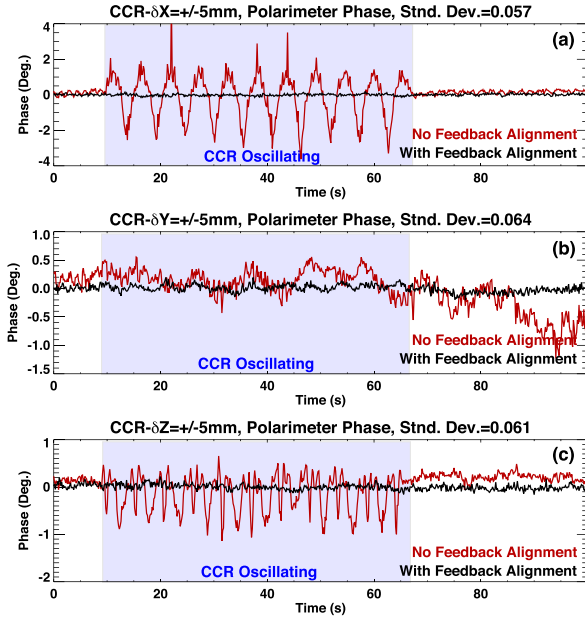 CCR-δX=+/-5mm, Polarimeter Phase, Stnd. Dev.=0.057
4
2
0
-2
-4
Phase (Deg.)
(a)
No Feedback Alignment
With Feedback Alignment
CCR Oscillating
0 20 40 60 80
Time (s)
CCR-δY=+/-5mm, Polarimeter Phase, Stnd. Dev.=0.064
1.0
0.5
0.0
-0.5
-1.0
-1.5
Phase (Deg.)
(b)
No Feedback Alignment
With Feedback Alignment
CCR Oscillating
0 20 40 60 80
Time (s)
CCR-δZ=+/-5mm, Polarimeter Phase, Stnd. Dev.=0.061
1
0
-1
-2
Phase (Deg.)
(c)
No Feedback Alignment
With Feedback Alignment
CCR Oscillating
0 20 40 60 80
Time (s)